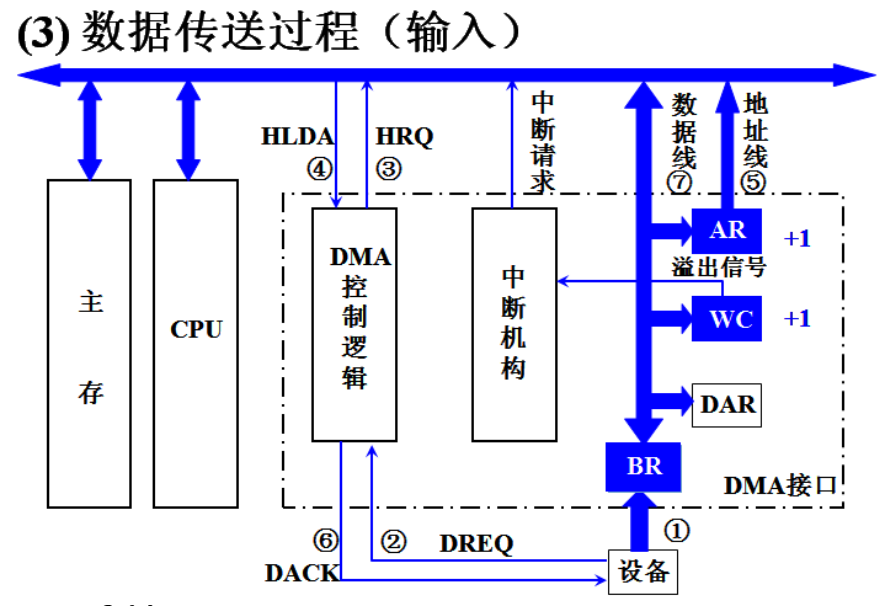 (3) 数据传送过程（输入）
HLDA
④
HRQ
③
中断请求
数据线
⑦
地址线
⑤
主存
CPU
DMA控制逻辑
中断机构
AR
+1
溢出信号
WC
+1
DAR
BR
DMA接口
⑥
②
DREQ
①
DACK
设备